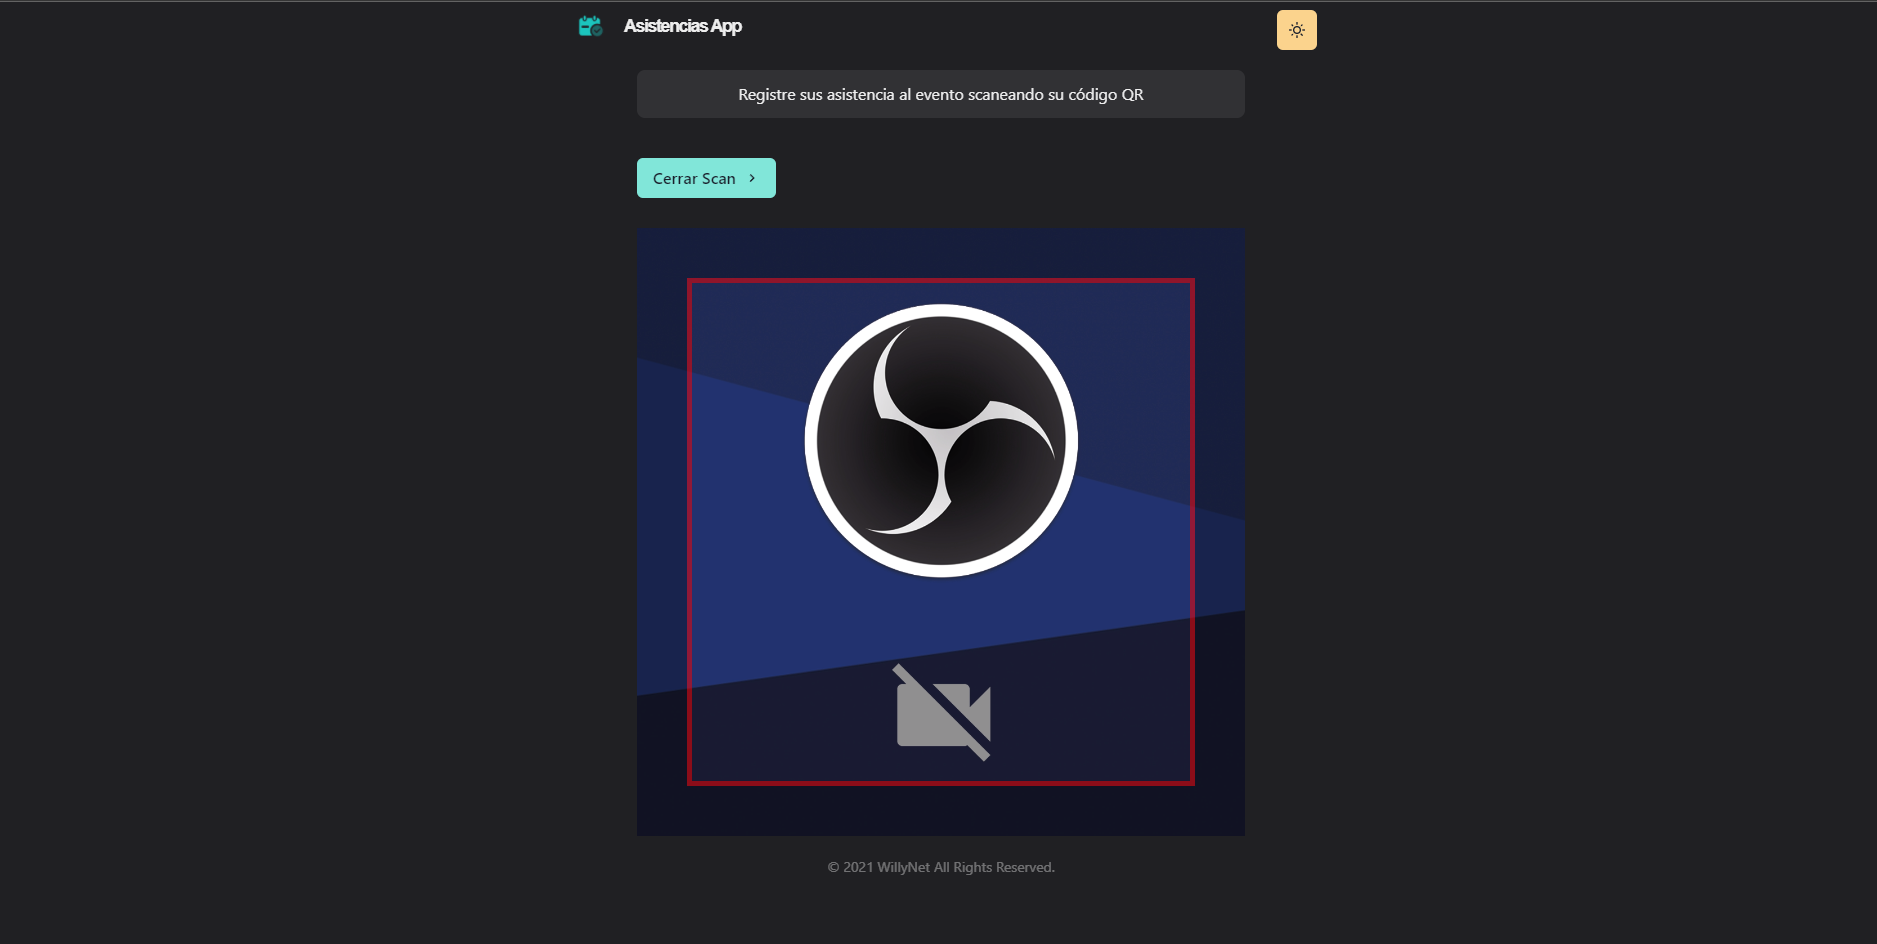 Asistencias App
Registre sus asistencia al evento scaneando su código QR
Cerrar Scan
© 2021 WillyNet All Rights Reserved.